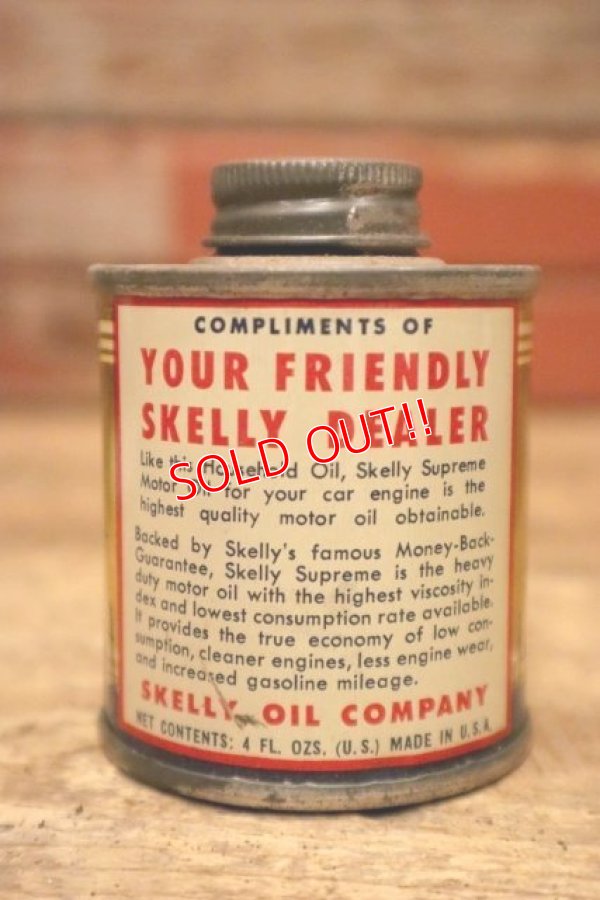 COMPLIMENTS OF
YOUR FRIENDLY
SKELLY DEALER
SOLD OUT!!
Like this Household Oil, Skelly Supreme
Motor Oil for your car engine is the
highest quality motor oil obtainable.
Backed by Skelly's famous Money-Back-
Guarantee, Skelly Supreme is the heavy
duty motor oil with the highest viscosity in-
dex and lowest consumption rate available.
It provides the true economy of low con-
sumption, cleaner engines, less engine wear,
and increased gasoline mileage.
SKELLY OIL COMPANY
NET CONTENTS: 4 FL. OZS. (U.S.) MADE IN U.S.A.